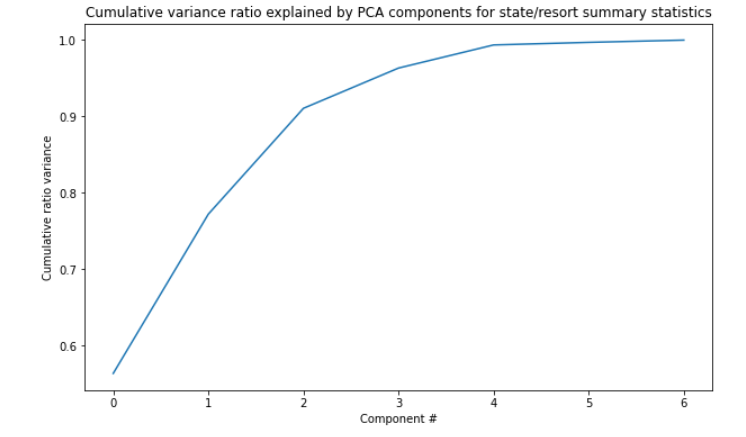 Cumulative variance ratio explained by PCA components for state/resort summary statistics
1.0
0.9
0.8
0.7
0.6
Cumulative ratio variance
0 1 2 3 4 5 6
Component #